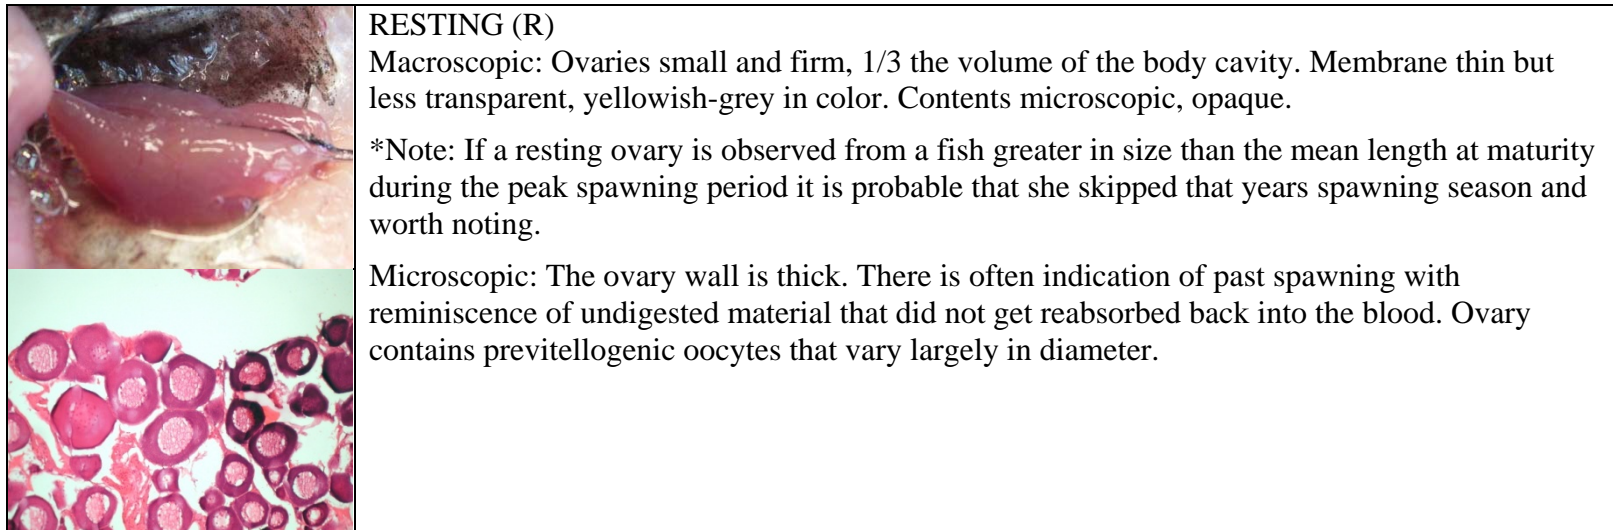 RESTING (R)
Macroscopic: Ovaries small and firm, 1/3 the volume of the body cavity. Membrane thin but
less transparent, yellowish-grey in color. Contents microscopic, opaque.
*Note: If a resting ovary is observed from a fish greater in size than the mean length at maturity
during the peak spawning period it is probable that she skipped that years spawning season and
worth noting.
Microscopic: The ovary wall is thick. There is often indication of past spawning with
reminiscence of undigested material that did not get reabsorbed back into the blood. Ovary
contains previtellogenic oocytes that vary largely in diameter.